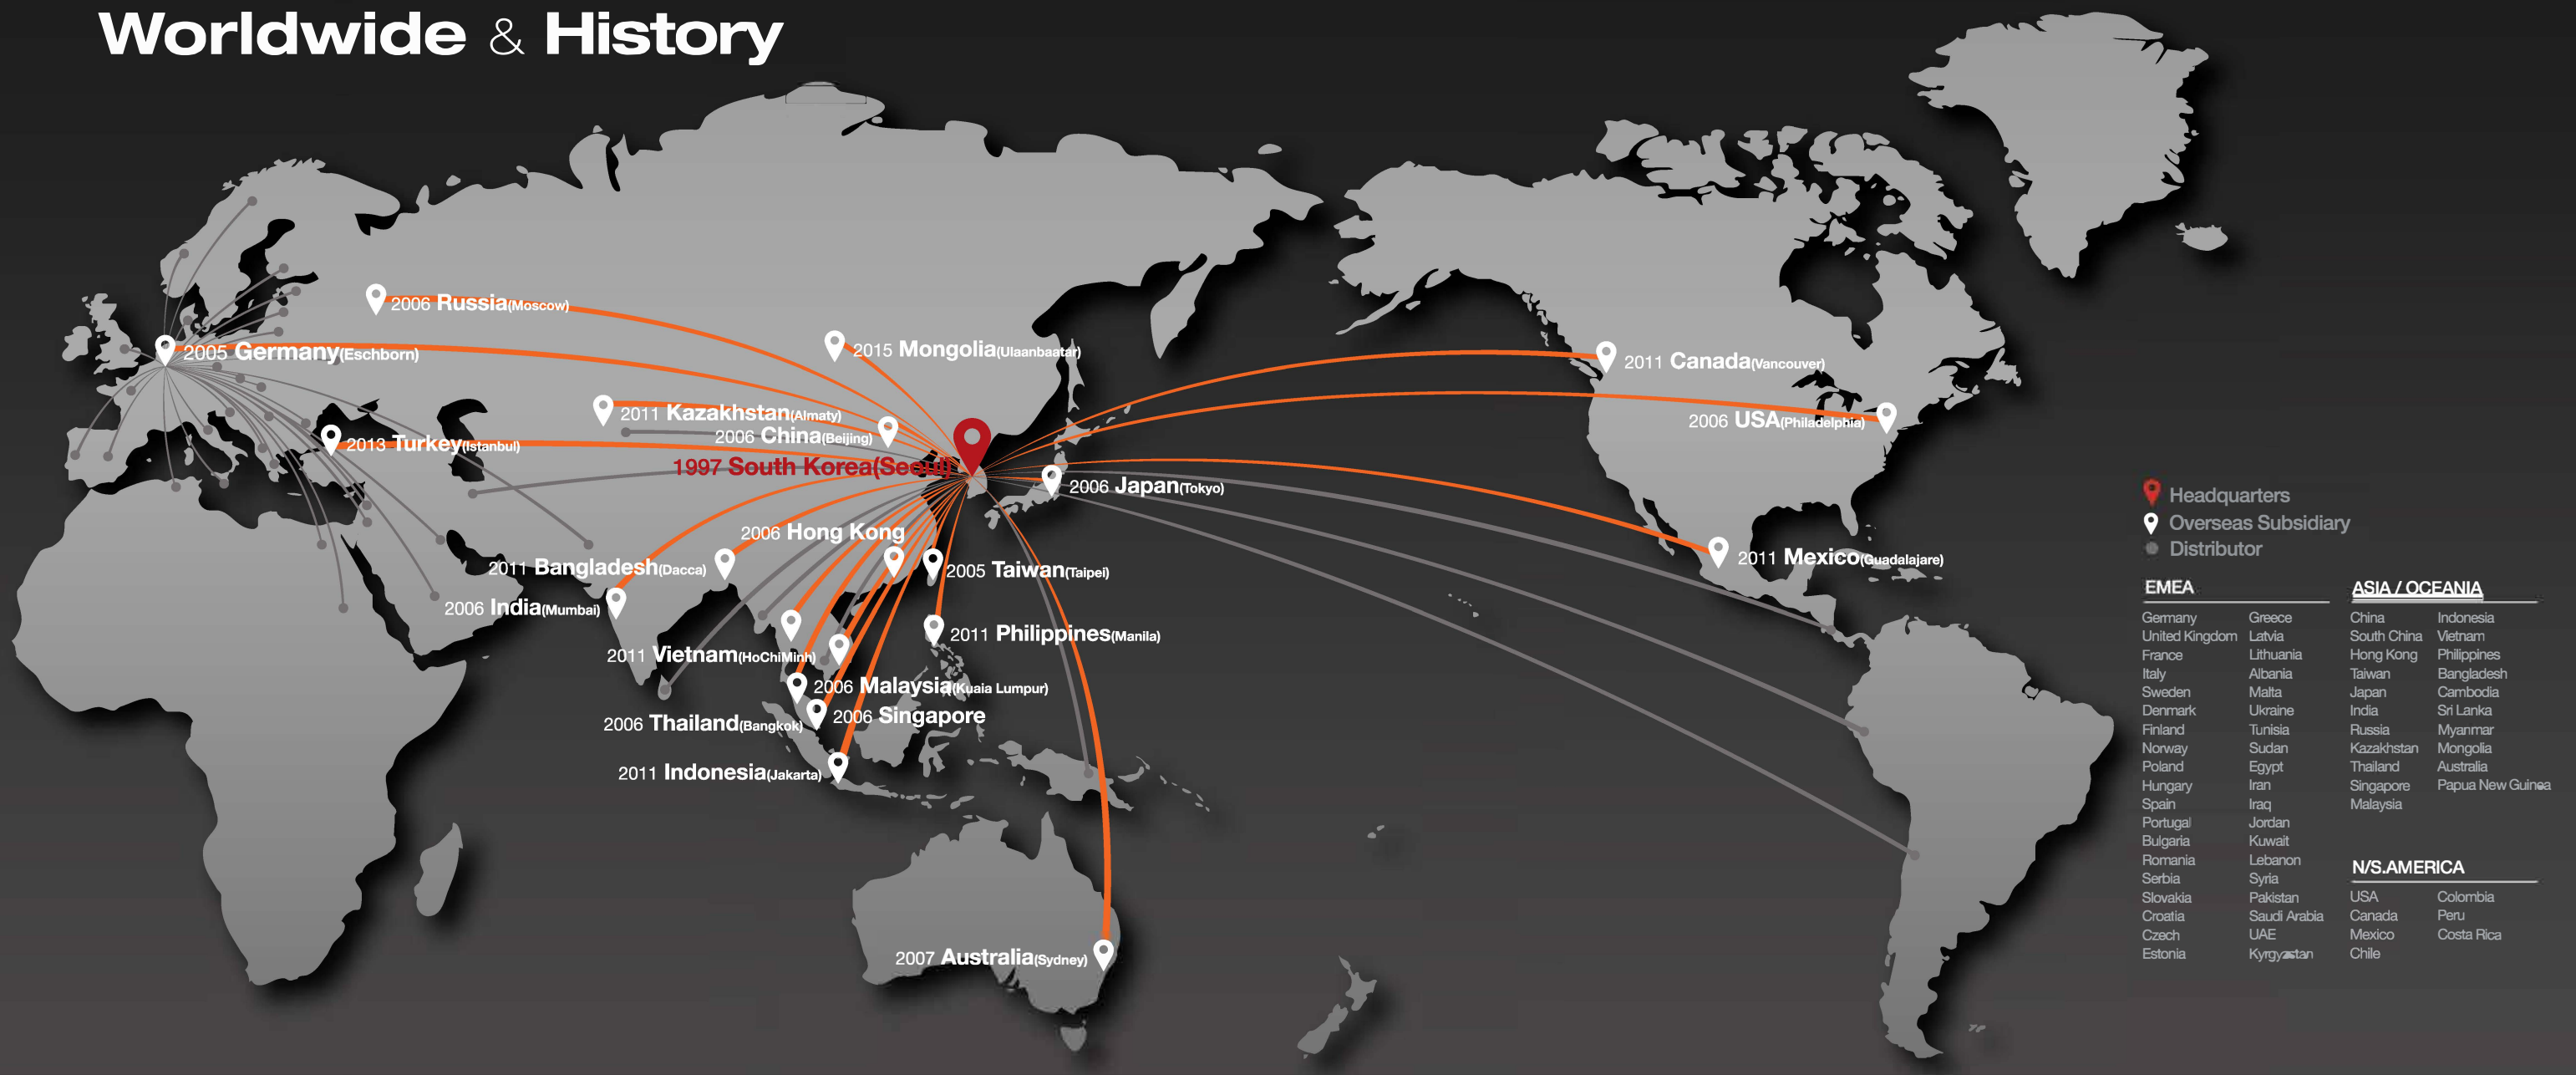 Worldwide & History
2006 Russia(Moscow)
2005 Germany(Eschborn)
2015 Mongolia(Ulaanbaatar)
2011 Canada(Vancouver)
2011 Kazakhstan(Almaty)
2006 China(Beijing)
2006 USA(Philadelphia)
2013 Turkey(Istanbul)
1997 South Korea(Seoul)
2006 Japan(Tokyo)
2006 Hong Kong
2011 Bangladesh(Dacca)
2005 Taiwan(Taipei)
2011 Mexico(Guadalajare)
2006 India(Mumbai)
2011 Philippines(Manila)
2011 Vietnam(HoChiMinh)
2006 Malaysia(Kuaia Lumpur)
2006 Thailand(Bangkok)
2006 Singapore
2011 Indonesia(Jakarta)
2007 Australia(Sydney)
Headquarters
Overseas Subsidiary
Distributor
EMEA
Germany
United Kingdom
France
Italy
Sweden
Denmark
Finland
Norway
Poland
Hungary
Spain
Portugal
Bulgaria
Romania
Serbia
Slovakia
Croatia
Czech
Estonia
Greece
Latvia
Lithuania
Albania
Malta
Ukraine
Tunisia
Sudan
Egypt
Iran
Iraq
Jordan
Kuwait
Lebanon
Syria
Pakistan
Saudi Arabia
UAE
ASIA / OCEANIA
China
South China
Hong Kong
Taiwan
Japan
India
Russia
Kazakhstan
Thailand
Singapore
Malaysia
Indonesia
Vietnam
Philippines
Bangladesh
Cambodia
Sri Lanka
Myanmar
Mongolia
Australia
Papua New Guinea
N/S.AMERICA
USA
Canada
Mexico
Chile
Colombia
Peru
Costa Rica